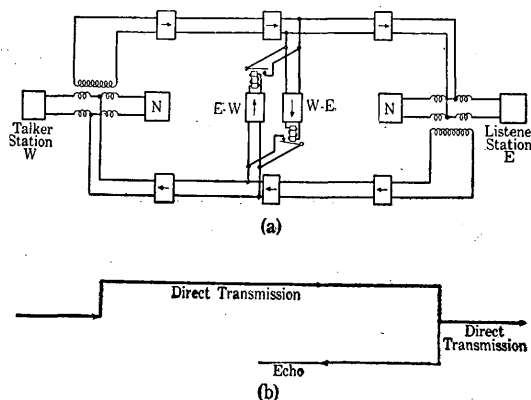 N
N
E-W
W-E
Talker
Station
W
Listene
Station
E
(a)
Direct Transmission
Direct
Transmission
Echo
(b)